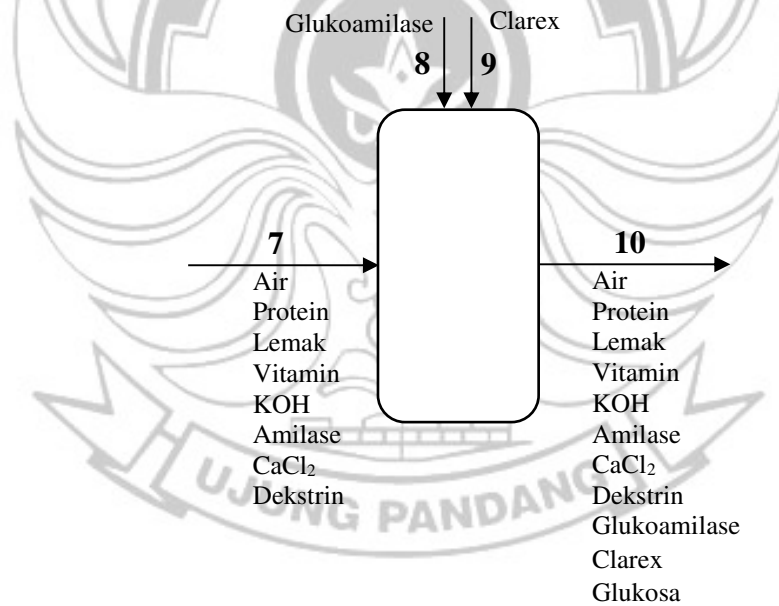 Glukoamilase
Clarex
8
9
7
10
Air
Protein
Lemak
Vitamin
KOH
Amilase
CaCl₂
Dekstrin
Air
Protein
Lemak
Vitamin
KOH
Amilase
CaCl₂
Dekstrin
Glukoamilase
Clarex
Glukosa
UJUNG PANDANG